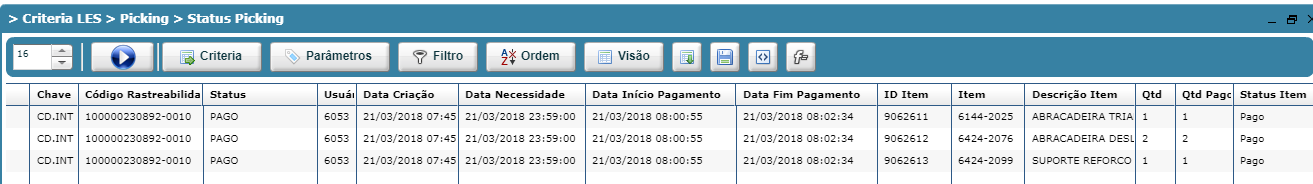 > Criteria LES > Picking > Status Picking
16 Criteria Parâmetros Filtro Ordem Visão
Chave Código Rastreabilida Status Usuár Data Criação Data Necessidade Data Início Pagamento Data Fim Pagamento ID Item Item Descrição Item Qtd Qtd Pago Status Item
CD.INT 100000230892-0010 PAGO 6053 21/03/2018 07:45 21/03/2018 23:59:00 21/03/2018 08:00:55 21/03/2018 08:02:34 9062611 6144-2025 ABRACADEIRA TRIA 1 1 Pago
CD.INT 100000230892-0010 PAGO 6053 21/03/2018 07:45 21/03/2018 23:59:00 21/03/2018 08:00:55 21/03/2018 08:02:34 9062612 6424-2076 ABRACADEIRA DESL 2 2 Pago
CD.INT 100000230892-0010 PAGO 6053 21/03/2018 07:45 21/03/2018 23:59:00 21/03/2018 08:00:55 21/03/2018 08:02:34 9062613 6424-2099 SUPORTE REFORCO 1 1 Pago